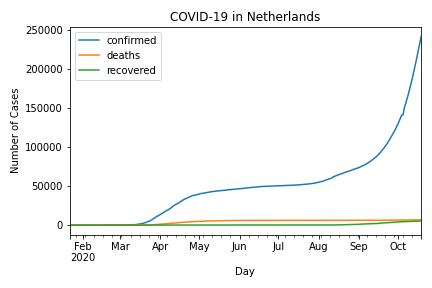 COVID-19 in Netherlands
250000
200000
150000
100000
50000
0
Number of Cases
confirmed
deaths
recovered
Feb Mar Apr May Jun Jul Aug Sep Oct
2020
Day